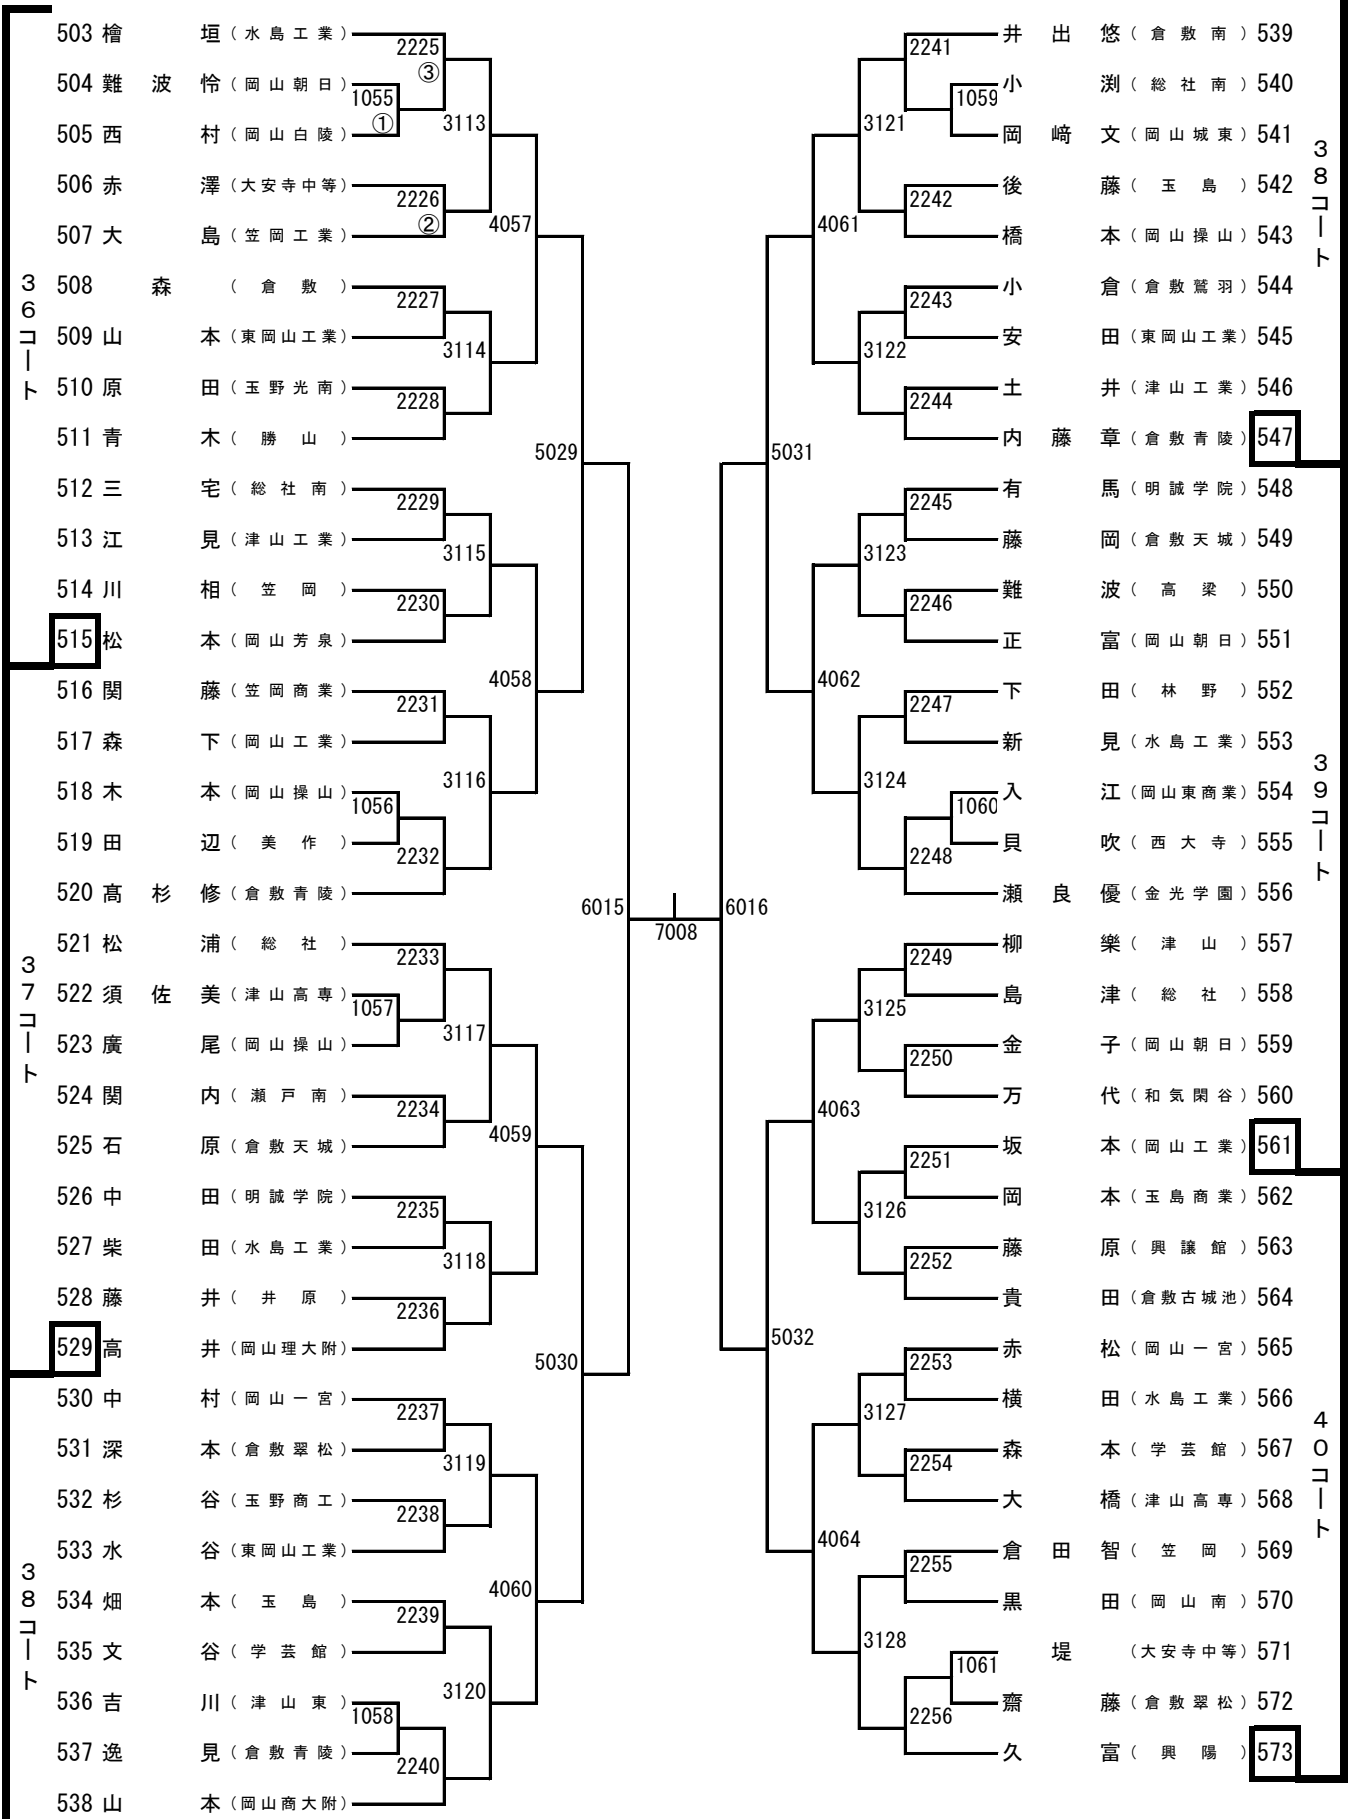 503 檜垣 (水島工業)
504 難波怜 (岡山朝日)
505 西村 (岡山白陵)
506 赤澤 (大安寺中等)
507 大島 (笠岡工業)
508 森 (倉敷)
509 山本 (東岡山工業)
510 原田 (玉野光南)
511 青木 (勝山)
512 三宅 (総社南)
513 江見 (津山工業)
514 川相 (笠岡)
515 松本 (岡山芳泉)
516 関藤 (笠岡商業)
517 森下 (岡山工業)
518 木本 (岡山操山)
519 田辺 (美作)
520 髙杉修 (倉敷青陵)
521 松浦 (総社)
522 須佐美 (津山高専)
523 廣尾 (岡山操山)
524 関内 (瀬戸南)
525 石原 (倉敷天城)
526 中田 (明誠学院)
527 柴田 (水島工業)
528 藤井 (井原)
529 高井 (岡山理大附)
530 中村 (岡山一宮)
531 深本 (倉敷翠松)
532 杉谷 (玉野商工)
533 水谷 (東岡山工業)
534 畑本 (玉島)
535 文谷 (学芸館)
536 吉川 (津山東)
537 逸見 (倉敷青陵)
538 山本 (岡山商大附)
36コート
37コート
38コート
1055
①
1056
1057
1058
2225
③
2226
②
2227
2228
2229
2230
2231
2232
2233
2234
2235
2236
2237
2238
2239
2240
3113
3114
3115
3116
3117
3118
3119
3120
4057
4058
4059
4060
5029
5030
6015
7008
6016
5031
5032
4061
4062
4063
4064
3121
3122
3123
3124
3125
3126
3127
3128
2241
2242
2243
2244
2245
2246
2247
2248
2249
2250
2251
2252
2253
2254
2255
2256
1059
1060
1061
井出悠 (倉敷南) 539
小渕 (総社南) 540
岡﨑文 (岡山城東) 541
後藤 (玉島) 542
橋本 (岡山操山) 543
小倉 (倉敷鷲羽) 544
安田 (東岡山工業) 545
土井 (津山工業) 546
内藤章 (倉敷青陵) 547
有馬 (明誠学院) 548
藤岡 (倉敷天城) 549
難波 (高梁) 550
正富 (岡山朝日) 551
下田 (林野) 552
新見 (水島工業) 553
入江 (岡山東商業) 554
貝吹 (西大寺) 555
瀬良優 (金光学園) 556
柳樂 (津山) 557
島津 (総社) 558
金子 (岡山朝日) 559
万代 (和気閑谷) 560
坂本 (岡山工業) 561
岡本 (玉島商業) 562
藤原 (興譲館) 563
貴田 (倉敷古城池) 564
赤松 (岡山一宮) 565
横田 (水島工業) 566
森本 (学芸館) 567
大橋 (津山高専) 568
倉田智 (笠岡) 569
黒田 (岡山南) 570
堤 (大安寺中等) 571
齋藤 (倉敷翠松) 572
久富 (興陽) 573
38コート
39コート
40コート